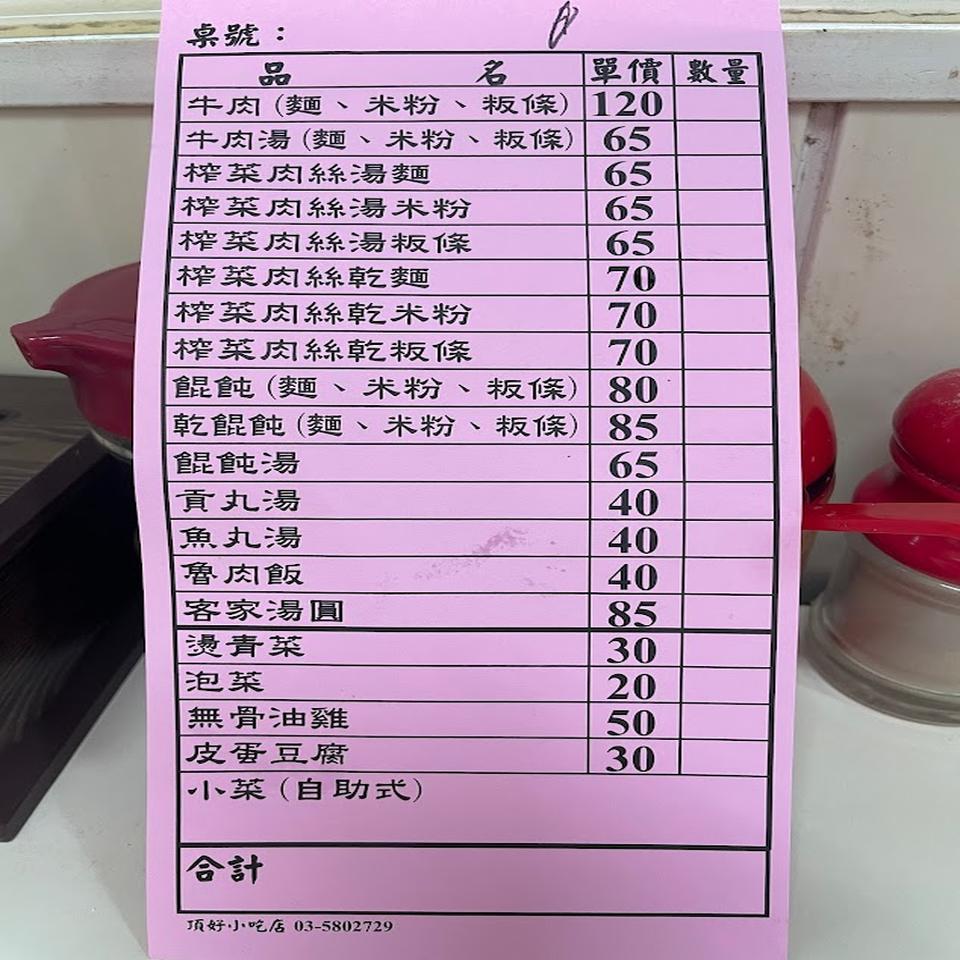 桌號：
品 名 單價 數量
牛肉（麵、米粉、粄條） 120
牛肉湯（麵、米粉、粄條） 65
榨菜肉絲湯麵 65
榨菜肉絲湯米粉 65
榨菜肉絲湯粄條 65
榨菜肉絲乾麵 70
榨菜肉絲乾米粉 70
榨菜肉絲乾粄條 70
餛飩（麵、米粉、粄條） 80
乾餛飩（麵、米粉、粄條） 85
餛飩湯 65
貢丸湯 40
魚丸湯 40
魯肉飯 40
客家湯圓 85
燙青菜 30
泡菜 20
無骨油雞 50
皮蛋豆腐 30
小菜（自助式）
合計
頂好小吃店 03-5802729